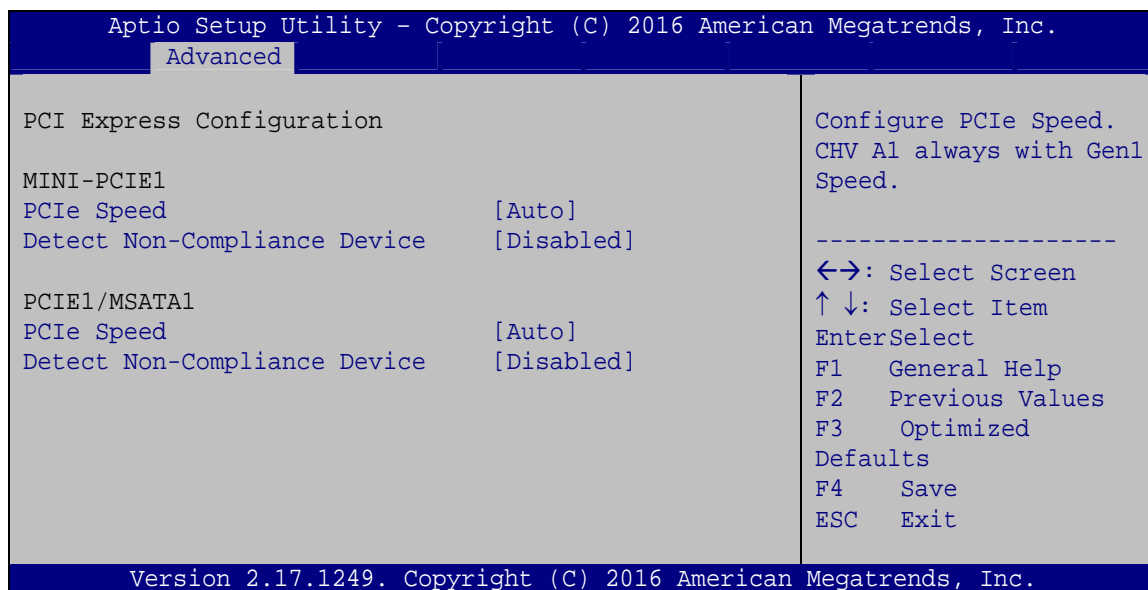 Aptio Setup Utility – Copyright (C) 2016 American Megatrends, Inc.
Advanced
PCI Express Configuration
MINI-PCIE1
PCIe Speed [Auto]
Detect Non-Compliance Device [Disabled]
PCIE1/MSATA1
PCIe Speed [Auto]
Detect Non-Compliance Device [Disabled]
Configure PCIe Speed.
CHV A1 always with Gen1
Speed.
---------------------
←→: Select Screen
↑ ↓: Select Item
EnterSelect
F1 General Help
F2 Previous Values
F3 Optimized
Defaults
F4 Save
ESC Exit
Version 2.17.1249. Copyright (C) 2016 American Megatrends, Inc.